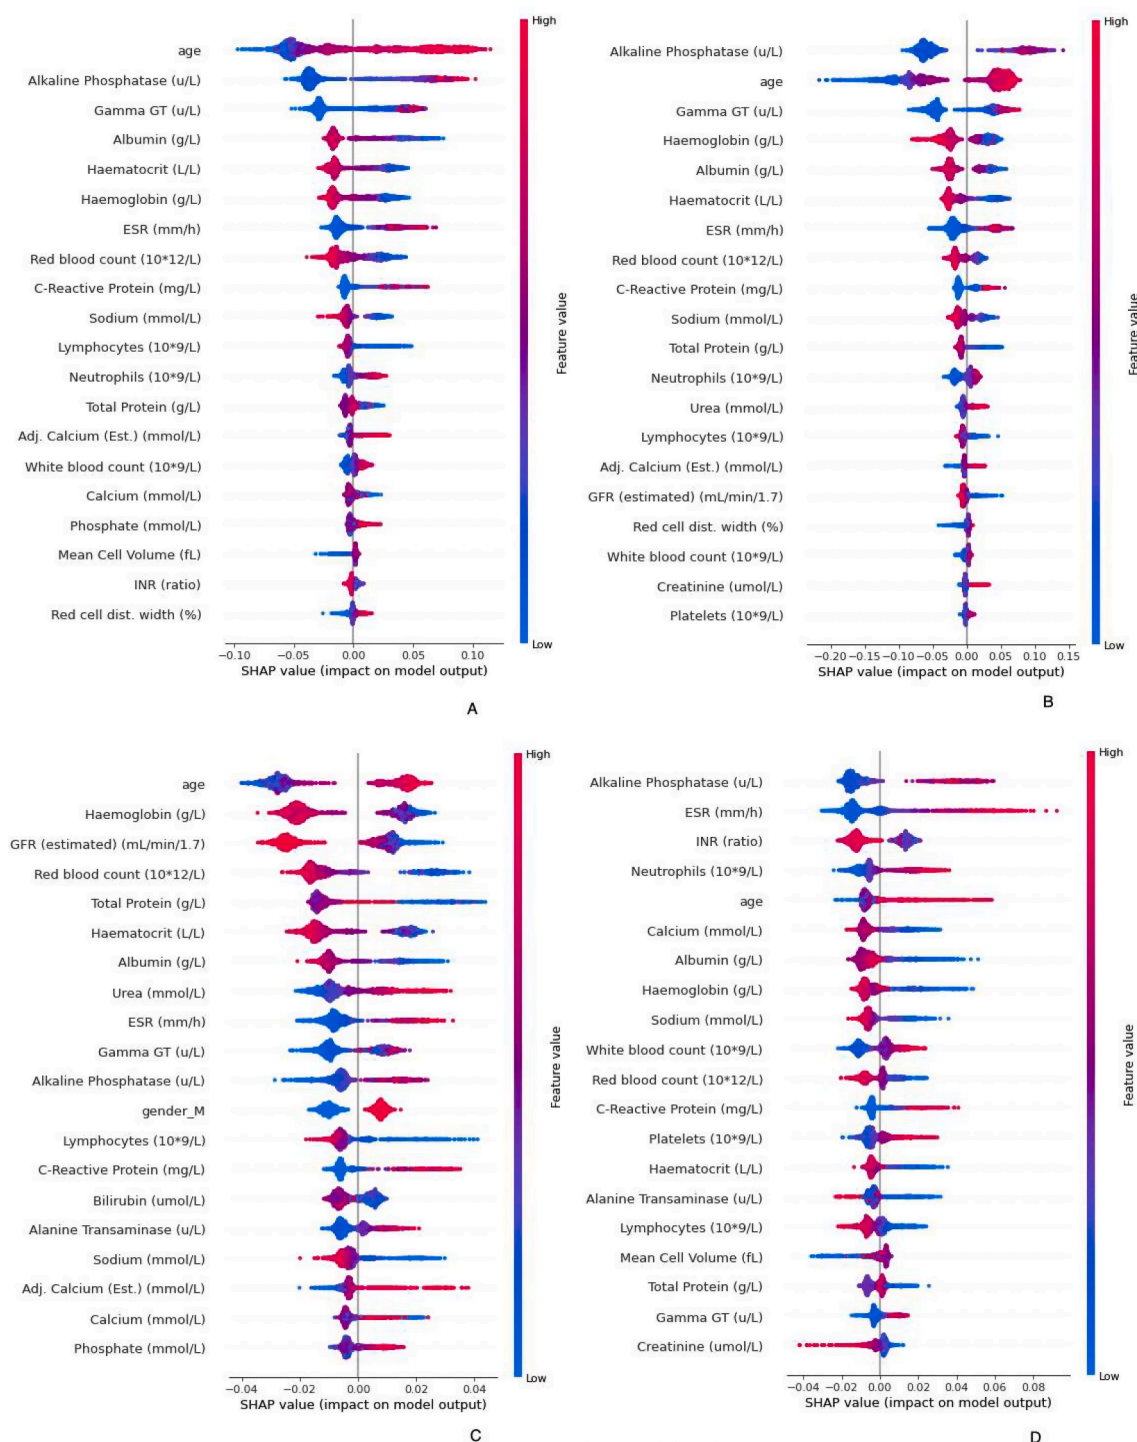 High
age
Alkaline Phosphatase (u/L)
Gamma GT (u/L)
Albumin (g/L)
Haematocrit (L/L)
Haemoglobin (g/L)
ESR (mm/h)
Red blood count (10*12/L)
C-Reactive Protein (mg/L)
Sodium (mmol/L)
Lymphocytes (10*9/L)
Neutrophils (10*9/L)
Total Protein (g/L)
Adj. Calcium (Est.) (mmol/L)
White blood count (10*9/L)
Calcium (mmol/L)
Phosphate (mmol/L)
Mean Cell Volume (fL)
INR (ratio)
Red cell dist. width (%)
Feature value
Low
−0.10 −0.05 0.00 0.05 0.10
SHAP value (impact on model output)
A
High
Alkaline Phosphatase (u/L)
age
Gamma GT (u/L)
Haemoglobin (g/L)
Albumin (g/L)
Haematocrit (L/L)
ESR (mm/h)
Red blood count (10*12/L)
C-Reactive Protein (mg/L)
Sodium (mmol/L)
Total Protein (g/L)
Neutrophils (10*9/L)
Urea (mmol/L)
Lymphocytes (10*9/L)
Adj. Calcium (Est.) (mmol/L)
GFR (estimated) (mL/min/1.7)
Red cell dist. width (%)
White blood count (10*9/L)
Creatinine (umol/L)
Platelets (10*9/L)
Feature value
Low
−0.20 −0.15 −0.10 −0.05 0.00 0.05 0.10 0.15
SHAP value (impact on model output)
B
High
age
Haemoglobin (g/L)
GFR (estimated) (mL/min/1.7)
Red blood count (10*12/L)
Total Protein (g/L)
Haematocrit (L/L)
Albumin (g/L)
Urea (mmol/L)
ESR (mm/h)
Gamma GT (u/L)
Alkaline Phosphatase (u/L)
gender_M
Lymphocytes (10*9/L)
C-Reactive Protein (mg/L)
Bilirubin (umol/L)
Alanine Transaminase (u/L)
Sodium (mmol/L)
Adj. Calcium (Est.) (mmol/L)
Calcium (mmol/L)
Phosphate (mmol/L)
Feature value
Low
−0.04 −0.02 0.00 0.02 0.04
SHAP value (impact on model output)
C
High
Alkaline Phosphatase (u/L)
ESR (mm/h)
INR (ratio)
Neutrophils (10*9/L)
age
Calcium (mmol/L)
Albumin (g/L)
Haemoglobin (g/L)
Sodium (mmol/L)
White blood count (10*9/L)
Red blood count (10*12/L)
C-Reactive Protein (mg/L)
Platelets (10*9/L)
Haematocrit (L/L)
Alanine Transaminase (u/L)
Lymphocytes (10*9/L)
Mean Cell Volume (fL)
Total Protein (g/L)
Gamma GT (u/L)
Creatinine (umol/L)
Feature value
Low
−0.04 −0.02 0.00 0.02 0.04 0.06 0.08
SHAP value (impact on model output)
D